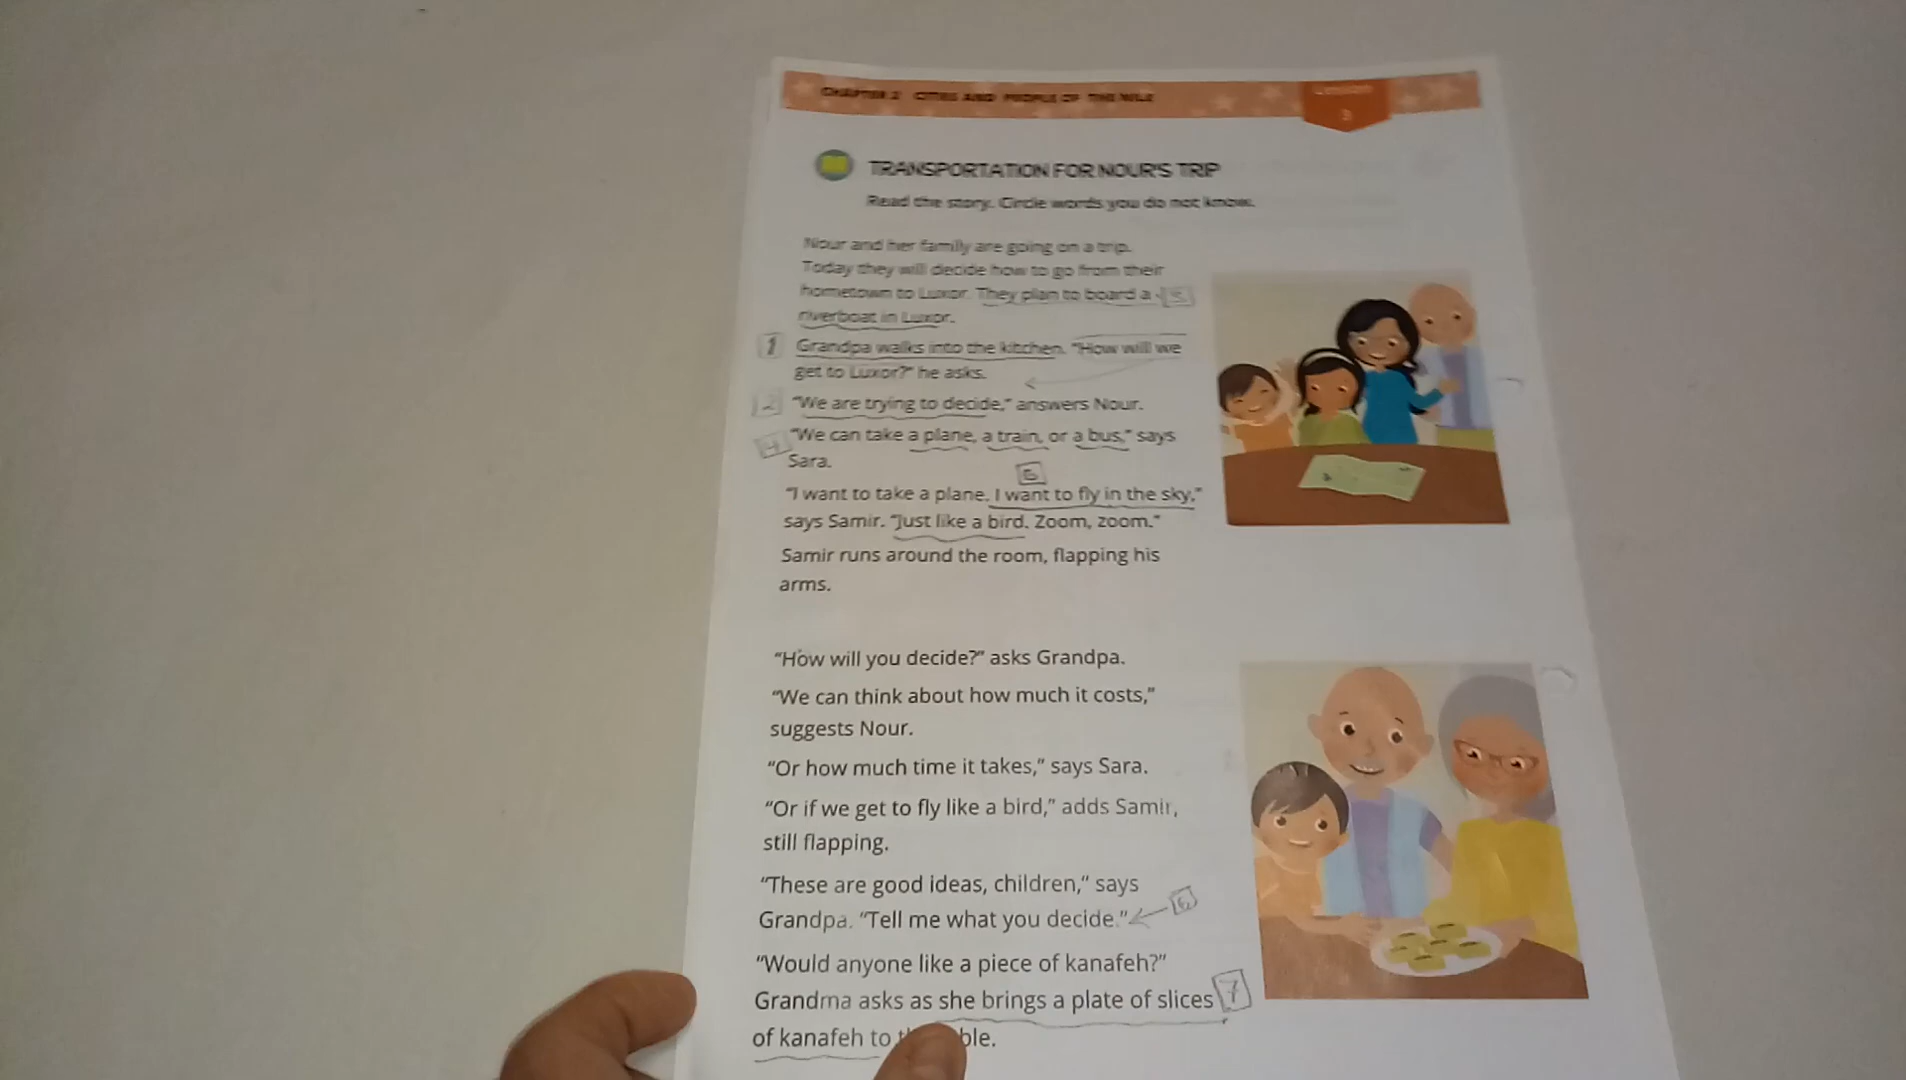 CHAPTER 2 CITIES AND PEOPLE OF THE NILE
Lesson
3
TRANSPORTATION FOR NOUR'S TRIP
Read the story. Circle words you do not know.
Nour and her family are going on a trip.
Today they will decide how to go from their
hometown to Luxor. They plan to board a
riverboat in Luxor.
1 Grandpa walks into the kitchen. "How will we
get to Luxor?" he asks.
2 "We are trying to decide," answers Nour.
4 "We can take a plane, a train, or a bus," says
Sara.
"I want to take a plane. I want to fly in the sky,"
says Samir. "Just like a bird. Zoom, zoom."
Samir runs around the room, flapping his
arms.
"How will you decide?" asks Grandpa.
"We can think about how much it costs,"
suggests Nour.
"Or how much time it takes," says Sara.
"Or if we get to fly like a bird," adds Samir,
still flapping.
"These are good ideas, children," says
Grandpa. "Tell me what you decide."
"Would anyone like a piece of kanafeh?"
Grandma asks as she brings a plate of slices 7
of kanafeh to